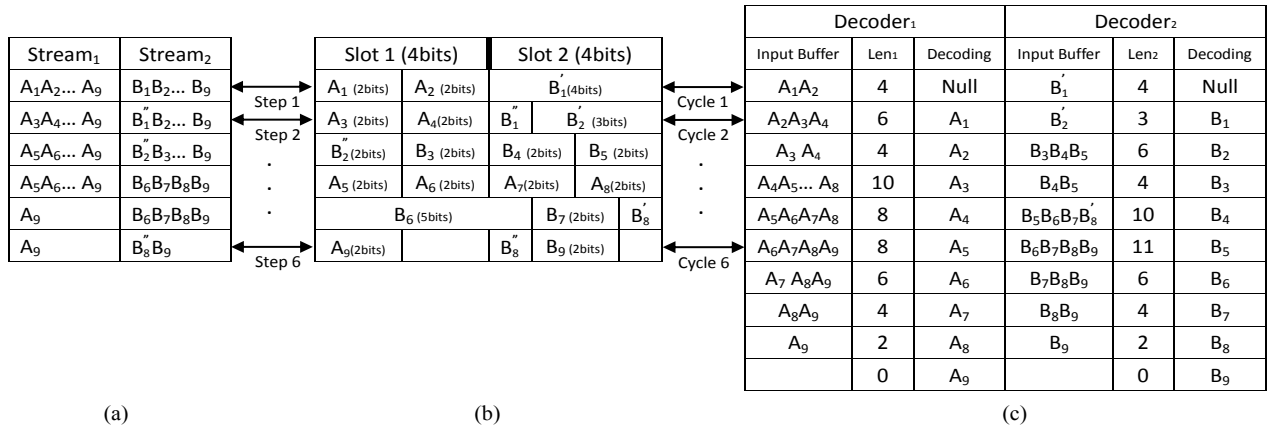 Decoder₁ Decoder₂
Stream₁ Stream₂ Slot 1 (4bits) Slot 2 (4bits) Input Buffer Len₁ Decoding Input Buffer Len₂ Decoding
A₁A₂... A₉ B₁B₂... B₉ Step 1 A₁ (2bits) A₂ (2bits) B₁'(4bits) Cycle 1 A₁A₂ 4 Null B₁' 4 Null
A₃A₄... A₉ B₁''B₂... B₉ Step 2 A₃ (2bits) A₄(2bits) B₁'' B₂' (3bits) Cycle 2 A₂A₃A₄ 6 A₁ B₂' 3 B₁
A₅A₆... A₉ B₂''B₃... B₉ . B₂''(2bits) B₃ (2bits) B₄ (2bits) B₅ (2bits) . A₃ A₄ 4 A₂ B₃B₄B₅ 6 B₂
A₅A₆... A₉ B₆B₇B₈B₉ . A₅ (2bits) A₆ (2bits) A₇(2bits) A₈(2bits) . A₄A₅... A₈ 10 A₃ B₄B₅ 4 B₃
A₉ B₆B₇B₈B₉ . B₆ (5bits) B₇ (2bits) B₈' . A₅A₆A₇A₈ 8 A₄ B₅B₆B₇B₈' 10 B₄
A₉ B₈''B₉ Step 6 A₉(2bits) B₈'' B₉ (2bits) Cycle 6 A₆A₇A₈A₉ 8 A₅ B₆B₇B₈B₉ 11 B₅
A₇ A₈A₉ 6 A₆ B₇B₈B₉ 6 B₆
A₈A₉ 4 A₇ B₈B₉ 4 B₇
A₉ 2 A₈ B₉ 2 B₈
0 A₉ 0 B₉
(a) (b) (c)